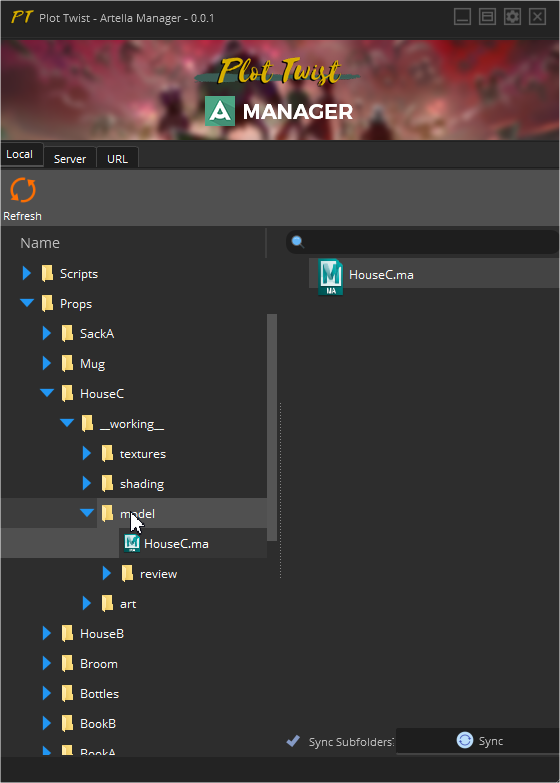 PT Plot Twist - Artella Manager - 0.0.1
Plot Twist
A MANAGER
Local
Server
URL
Refresh
Name
Scripts
Props
SackA
Mug
HouseC
__working__
textures
shading
model
HouseC.ma
review
art
HouseB
Broom
Bottles
BookB
BookA
HouseC.ma
MA
Sync Subfolders?
Sync